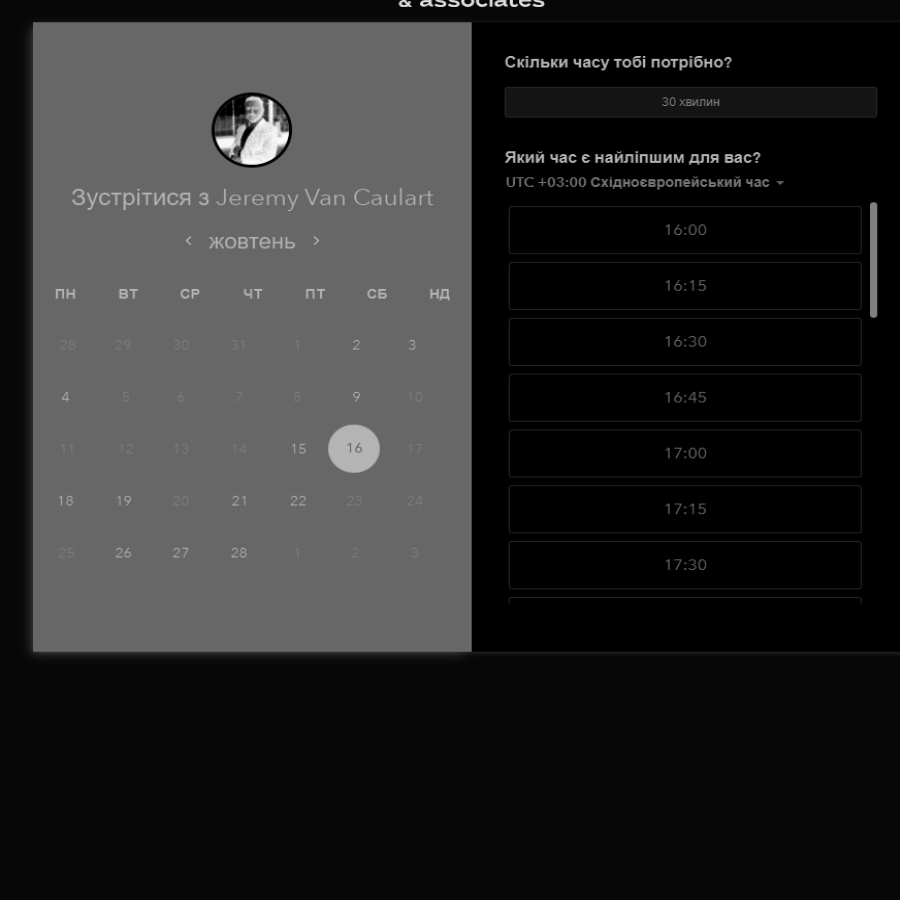 & associates
Зустрітися з Jeremy Van Caulart
жовтень
ПН ВТ СР ЧТ ПТ СБ НД
28 29 30 31 1 2 3
4 5 6 7 8 9 10
11 12 13 14 15 16 17
18 19 20 21 22 23 24
25 26 27 28 1 2 3
Скільки часу тобі потрібно?
30 хвилин
Який час є найліпшим для вас?
UTC +03:00 Східноєвропейський час
16:00
16:15
16:30
16:45
17:00
17:15
17:30